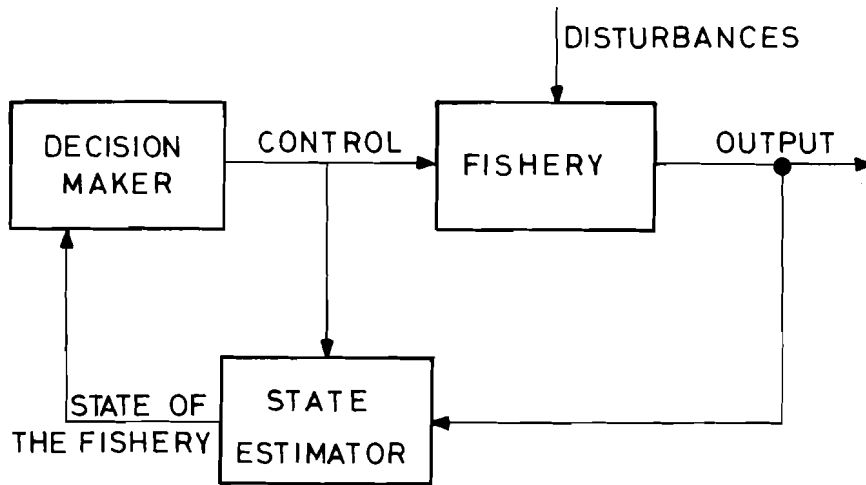 DISTURBANCES
DECISION
MAKER
CONTROL
FISHERY
OUTPUT
STATE OF
THE FISHERY
STATE
ESTIMATOR